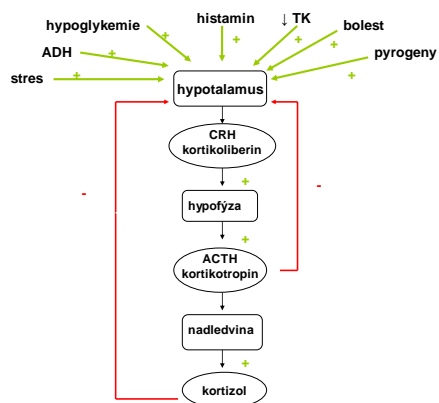 hypoglykemie
histamin
↓ TK
bolest
ADH
pyrogeny
stres
+
+
+
+
+
+
+
hypotalamus
CRH
kortikoliberin
-
-
+
hypofýza
+
ACTH
kortikotropin
nadledvina
+
kortizol